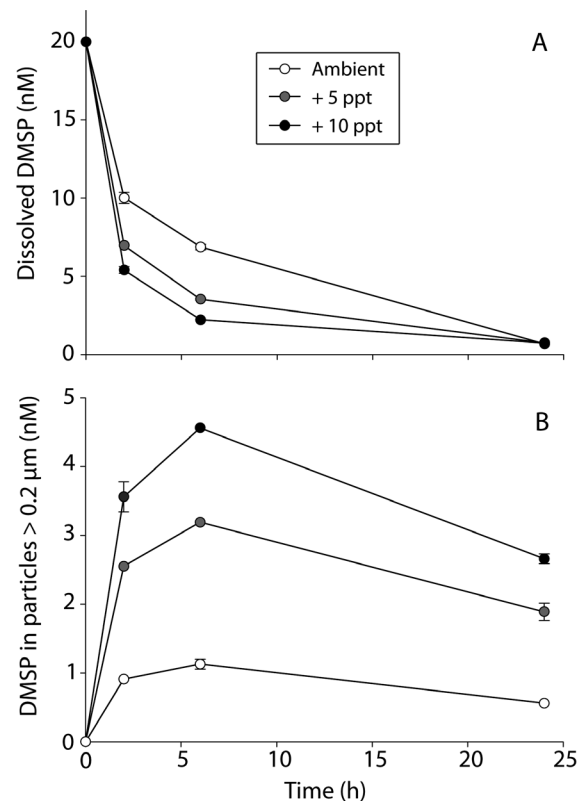 A
20
15
10
5
0
Dissolved DMSP (nM)
Ambient
+ 5 ppt
+ 10 ppt
B
5
4
3
2
1
0
DMSP in particles > 0.2 µm (nM)
0 5 10 15 20 25
Time (h)